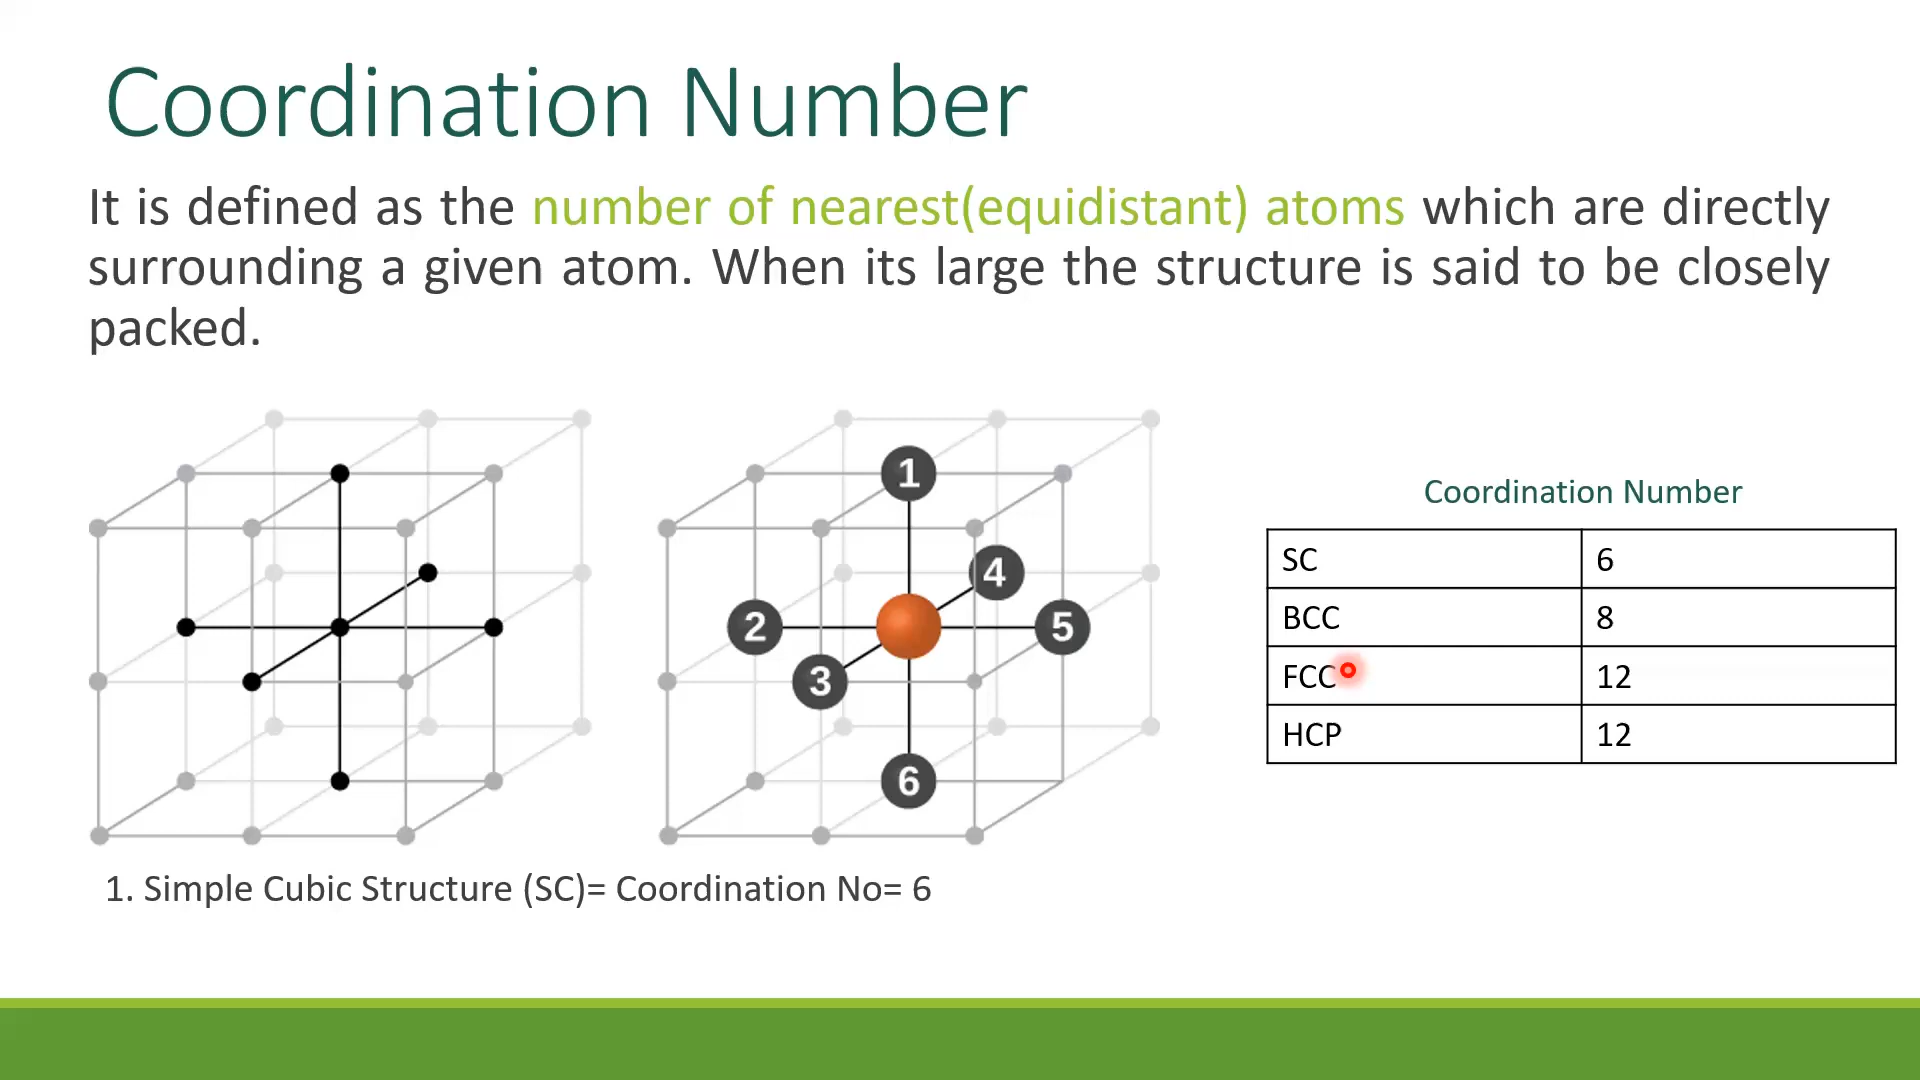 Coordination Number
It is defined as the number of nearest(equidistant) atoms which are directly
surrounding a given atom. When its large the structure is said to be closely
packed.
1
4
2
5
3
6
Coordination Number
SC 6
BCC 8
FCC 12
HCP 12
1. Simple Cubic Structure (SC)= Coordination No= 6